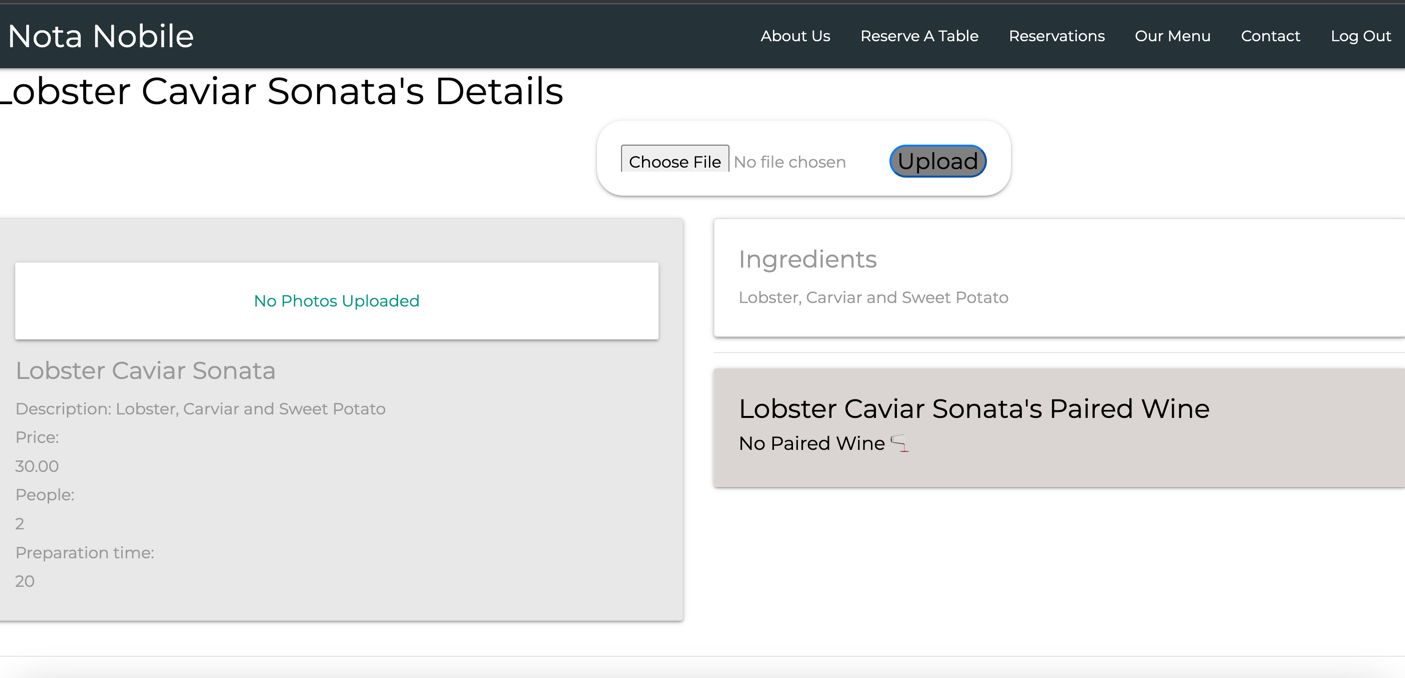 Nota Nobile
About Us Reserve A Table Reservations Our Menu Contact Log Out
Lobster Caviar Sonata's Details
Choose File No file chosen Upload
No Photos Uploaded
Lobster Caviar Sonata
Description: Lobster, Carviar and Sweet Potato
Price:
30.00
People:
2
Preparation time:
20
Ingredients
Lobster, Carviar and Sweet Potato
Lobster Caviar Sonata's Paired Wine
No Paired Wine